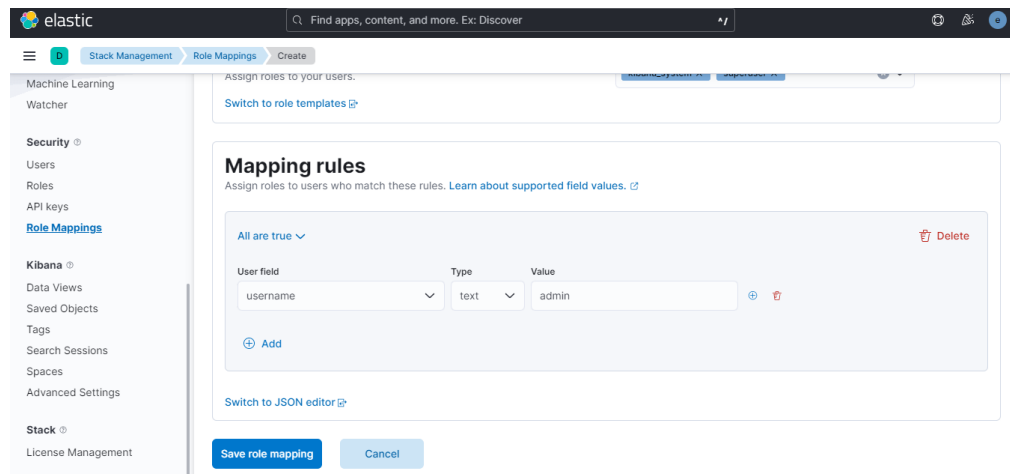 elastic
Find apps, content, and more. Ex: Discover
^/
e
D
Stack Management
Role Mappings
Create
Machine Learning
Watcher
Security
Users
Roles
API keys
Role Mappings
Kibana
Data Views
Saved Objects
Tags
Search Sessions
Spaces
Advanced Settings
Stack
License Management
Assign roles to your users.
kibana_system × superuser ×
Switch to role templates
Mapping rules
Assign roles to users who match these rules. Learn about supported field values.
All are true
Delete
User field Type Value
username text admin
Add
Switch to JSON editor
Save role mapping Cancel